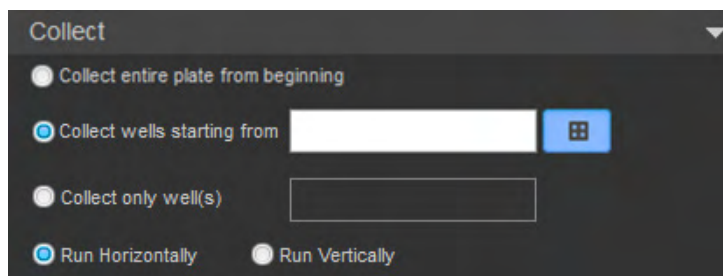 Collect
Collect entire plate from beginning
Collect wells starting from
Collect only well(s)
Run Horizontally Run Vertically